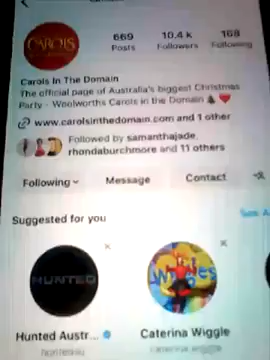 CAROLS
669
10.4 k
168
Posts
Followers
Following
Carols In The Domain
The official page of Australia's biggest Christmas
Party - Woolworths Carols in the Domain 🎄❤️
www.carolsinthedomain.com and 1 other
Followed by samanthajade,
rhondaburchmore and 11 others
Following
Message
Contact
Suggested for you
See A
HUNTED
Hunted Austr...
Caterina Wiggle